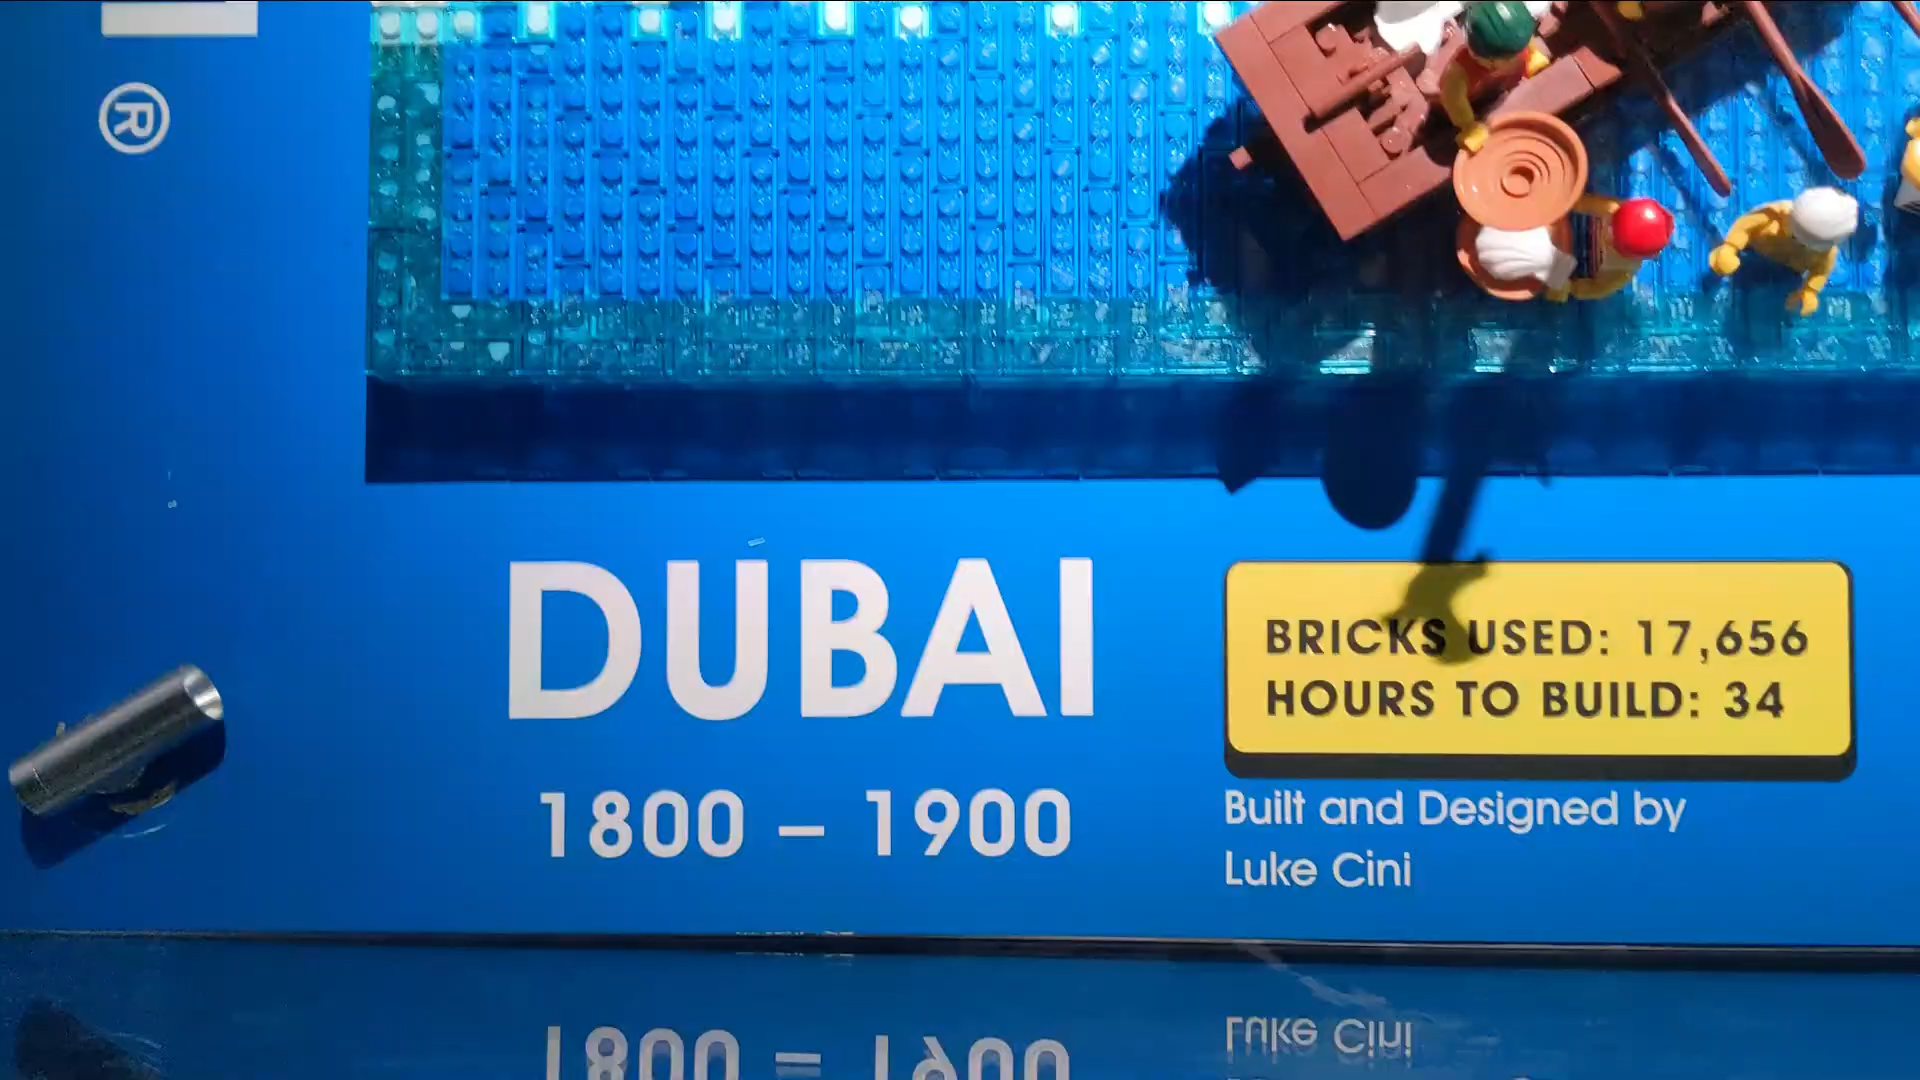 ®
DUBAI
1800 – 1900
BRICKS USED: 17,656
HOURS TO BUILD: 34
Built and Designed by
Luke Cini